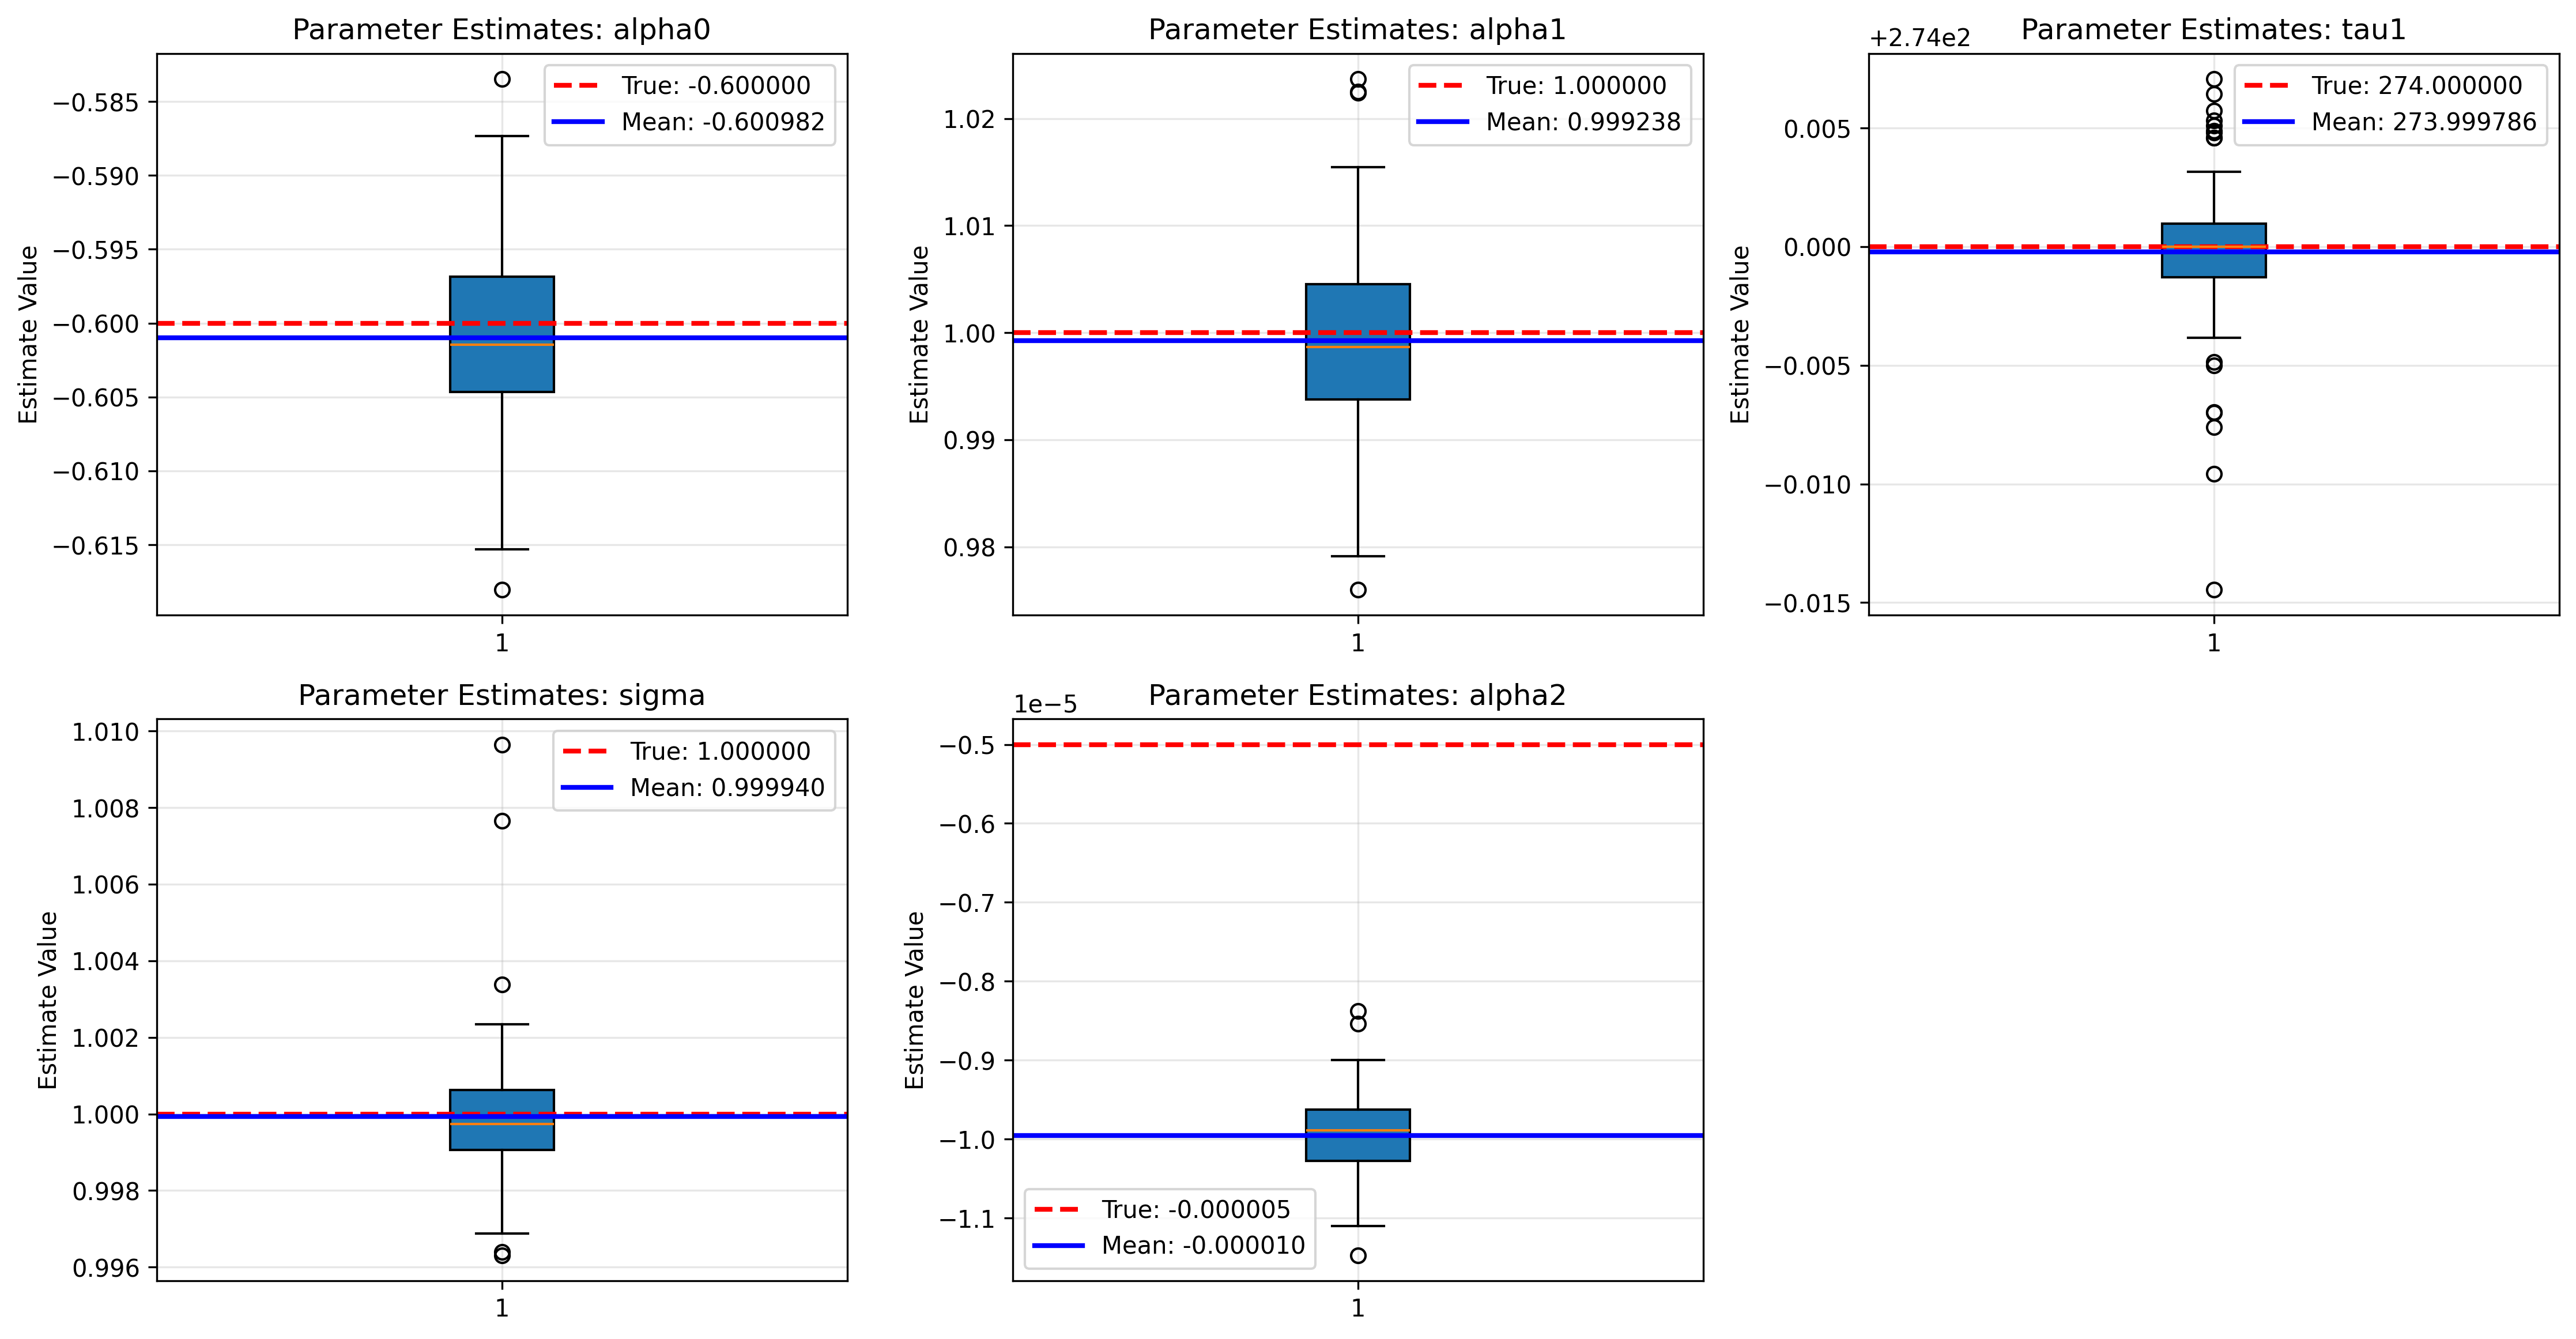 Parameter Estimates: alpha0
Estimate Value
−0.585
−0.590
−0.595
−0.600
−0.605
−0.610
−0.615
1
True: -0.600000
Mean: -0.600982
Parameter Estimates: alpha1
Estimate Value
1.02
1.01
1.00
0.99
0.98
1
True: 1.000000
Mean: 0.999238
Parameter Estimates: tau1
+2.74e2
Estimate Value
0.005
0.000
−0.005
−0.010
−0.015
1
True: 274.000000
Mean: 273.999786
Parameter Estimates: sigma
Estimate Value
1.010
1.008
1.006
1.004
1.002
1.000
0.998
0.996
1
True: 1.000000
Mean: 0.999940
Parameter Estimates: alpha2
1e−5
Estimate Value
−0.5
−0.6
−0.7
−0.8
−0.9
−1.0
−1.1
1
True: -0.000005
Mean: -0.000010